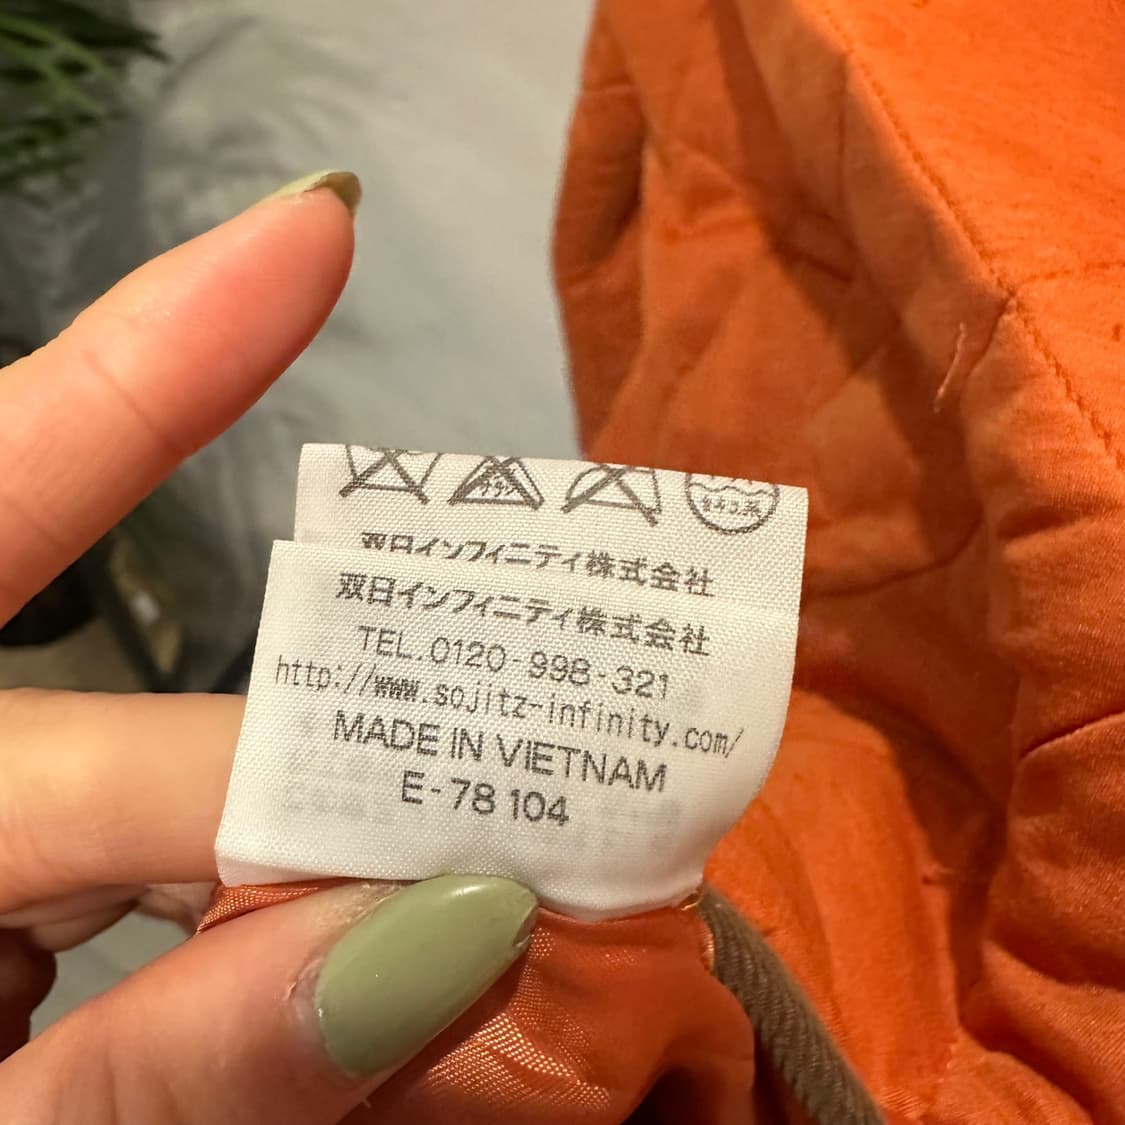 双日インフィニティ株式会社
双日インフィニティ株式会社
TEL.0120-998-321
http://www.sojitz-infinity.com/
MADE IN VIETNAM
E-78 104